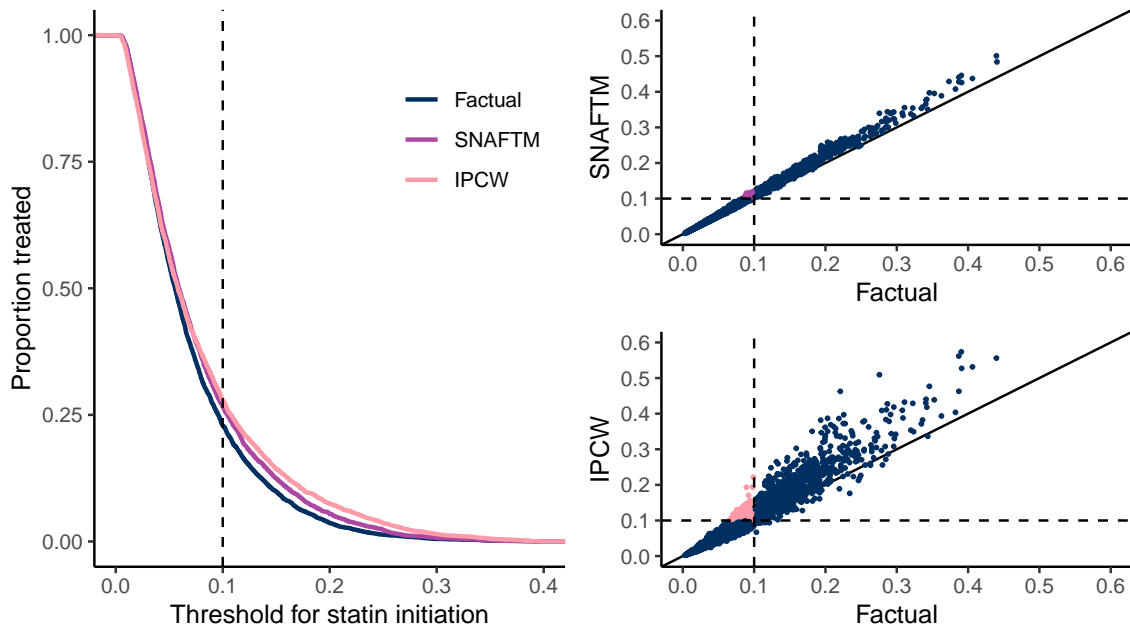 1.00
0.75
0.50
0.25
0.00
Proportion treated
0.0 0.1 0.2 0.3 0.4
Threshold for statin initiation
Factual
SNAFTM
IPCW
0.6
0.5
0.4
0.3
0.2
0.1
0.0
SNAFTM
0.0 0.1 0.2 0.3 0.4 0.5 0.6
Factual
0.6
0.5
0.4
0.3
0.2
0.1
0.0
IPCW
0.0 0.1 0.2 0.3 0.4 0.5 0.6
Factual